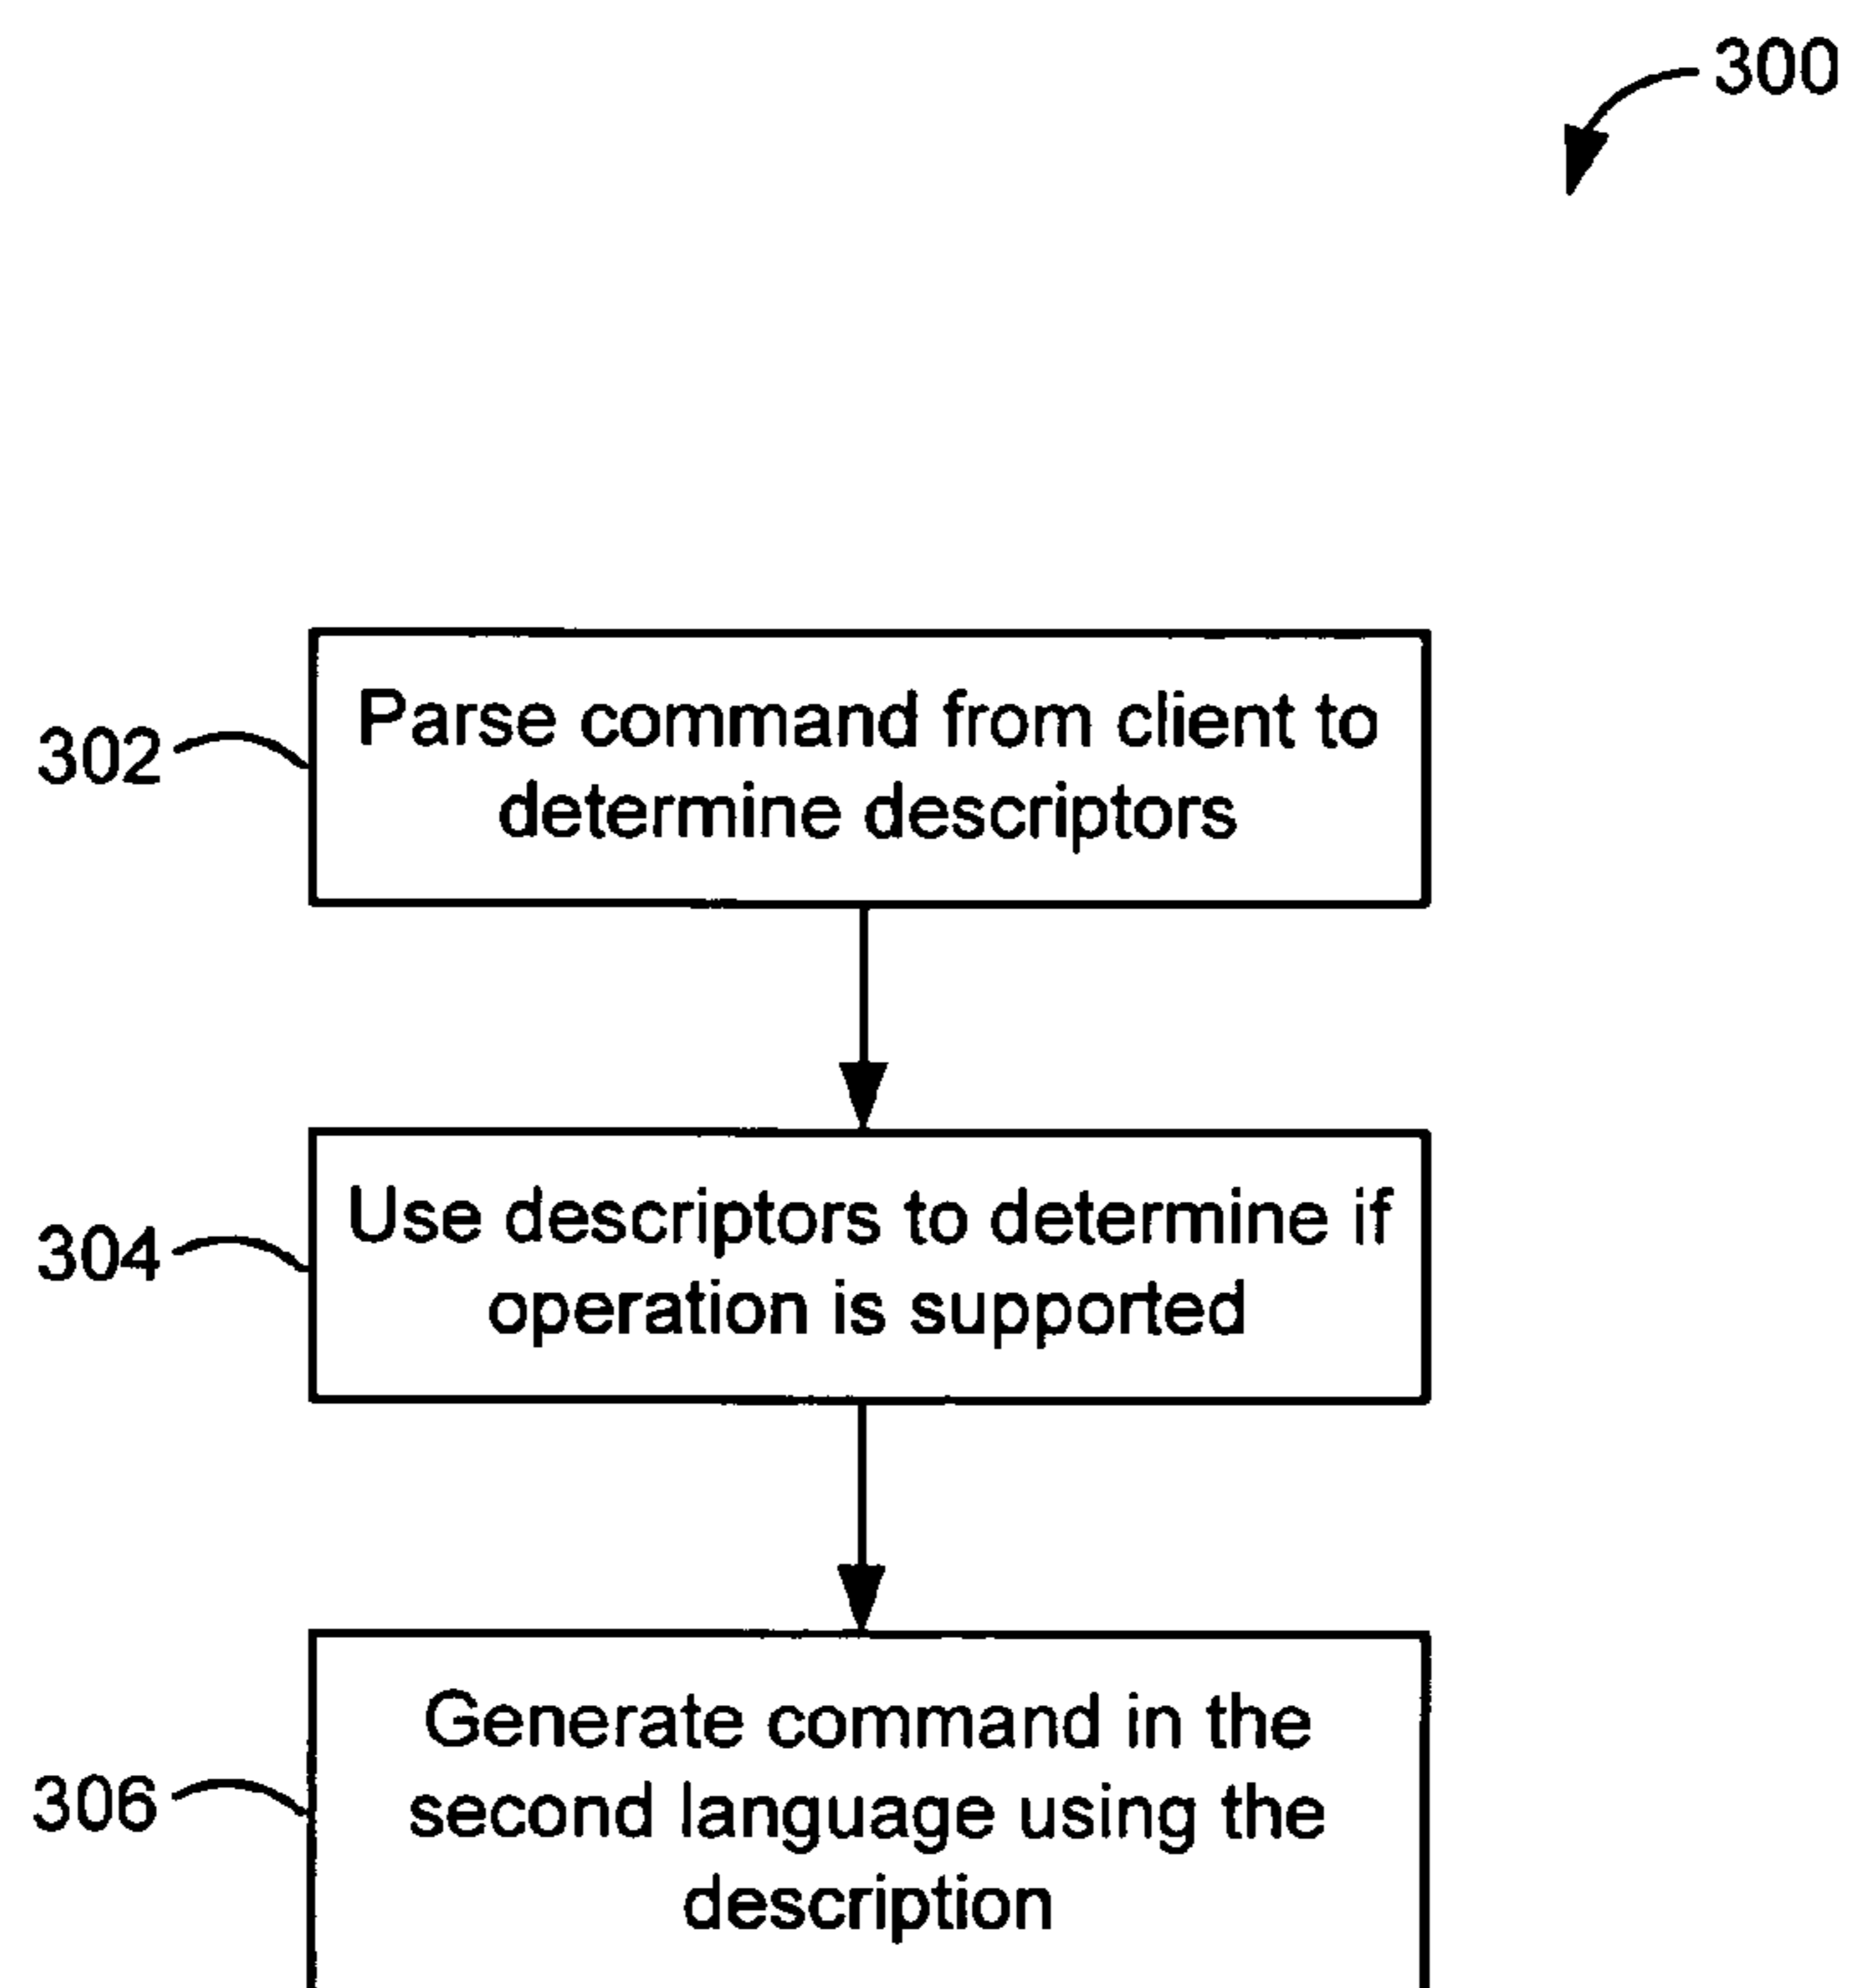 300
302
Parse command from client to
determine descriptors
304
Use descriptors to determine if
operation is supported
306
Generate command in the
second language using the
description